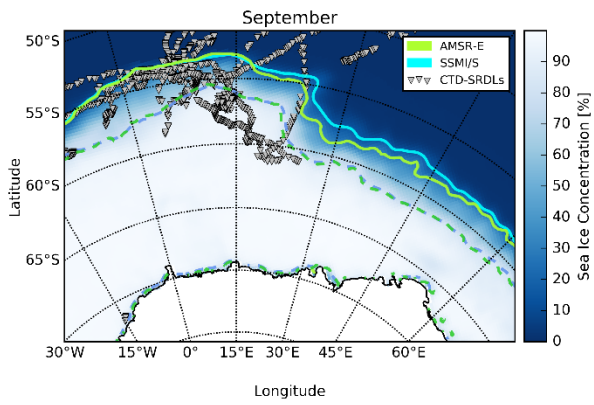 September
50°S
55°S
60°S
65°S
Latitude
AMSR-E
SSMI/S
CTD-SRDLs
30°W
15°W
0°
15°E
30°E
45°E
60°E
Longitude
90
80
70
60
50
40
30
20
10
0
Sea Ice Concentration [%]